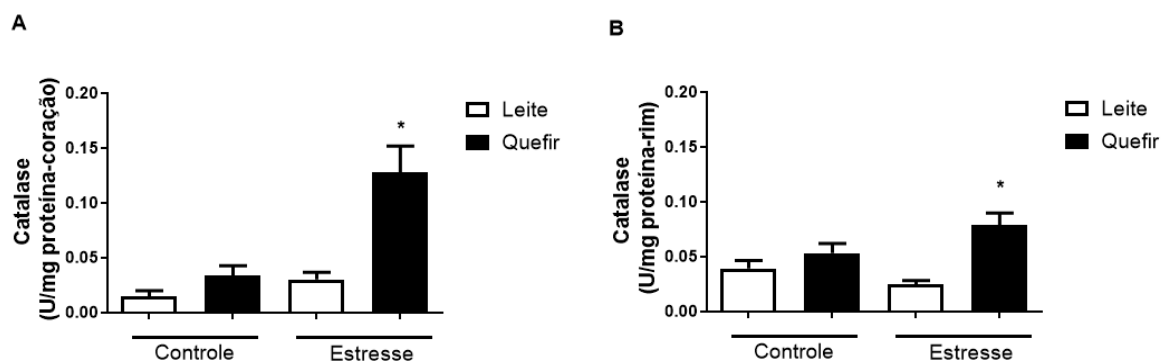 A
Catalase
(U/mg proteína-coração)
0.20
0.15
0.10
0.05
0.00
*
Leite
Quefir
Controle
Estresse
B
Catalase
(U/mg proteína-rim)
0.20
0.15
0.10
0.05
0.00
*
Leite
Quefir
Controle
Estresse